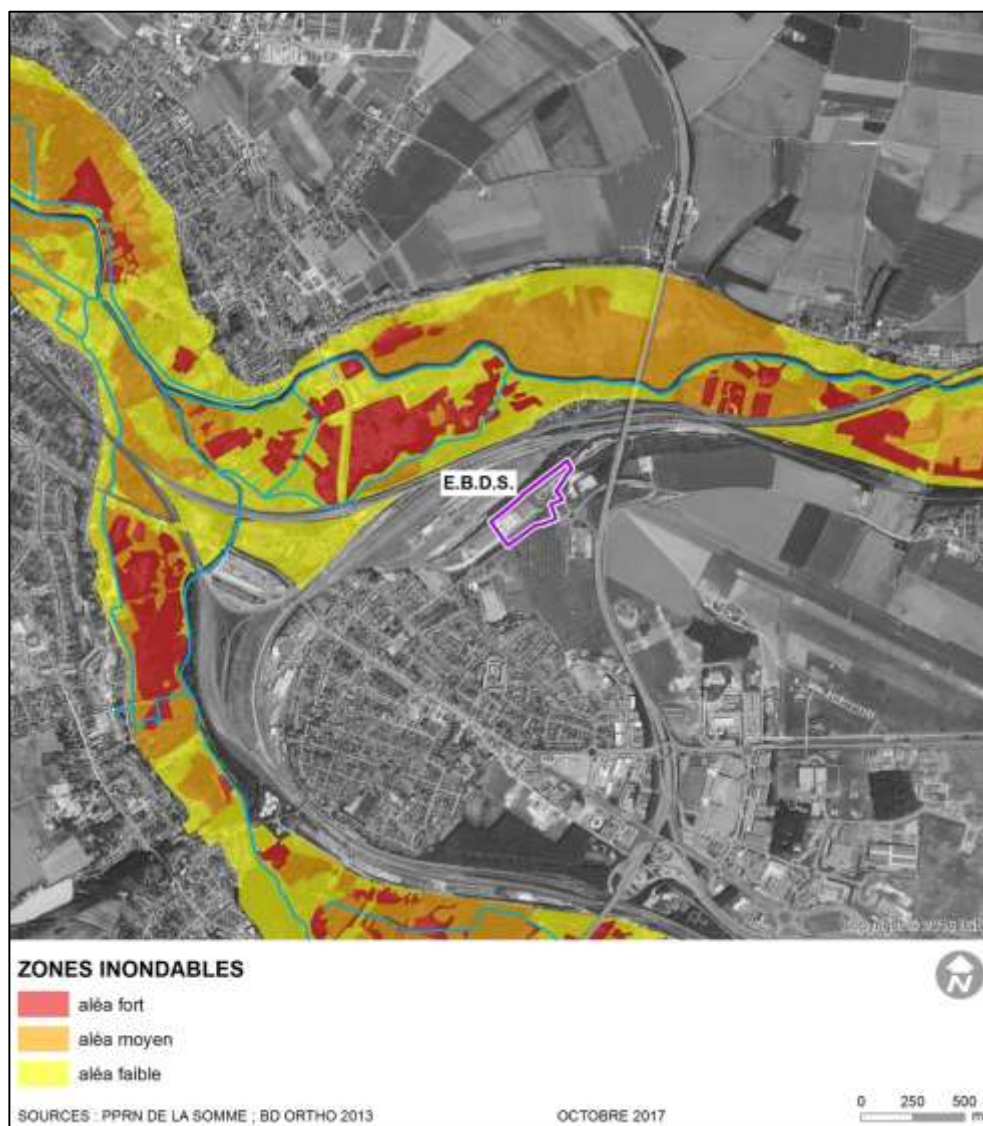 E.B.D.S.
ZONES INONDABLES
N
aléa fort
aléa moyen
aléa faible
SOURCES : PPRN DE LA SOMME ; BD ORTHO 2013
OCTOBRE 2017
0 250 500
m